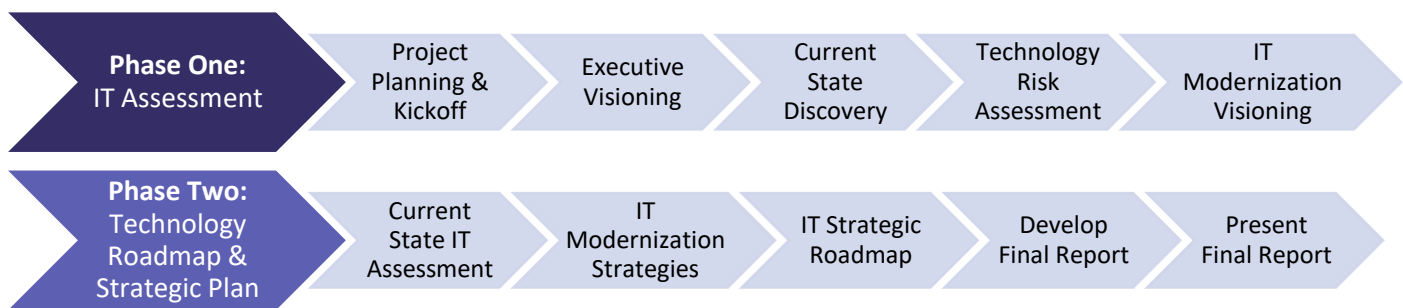 Phase One:
IT Assessment
Project
Planning &
Kickoff
Executive
Visioning
Current
State
Discovery
Technology
Risk
Assessment
IT
Modernization
Visioning
Phase Two:
Technology
Roadmap &
Strategic Plan
Current
State IT
Assessment
IT
Modernization
Strategies
IT Strategic
Roadmap
Develop
Final Report
Present
Final Report